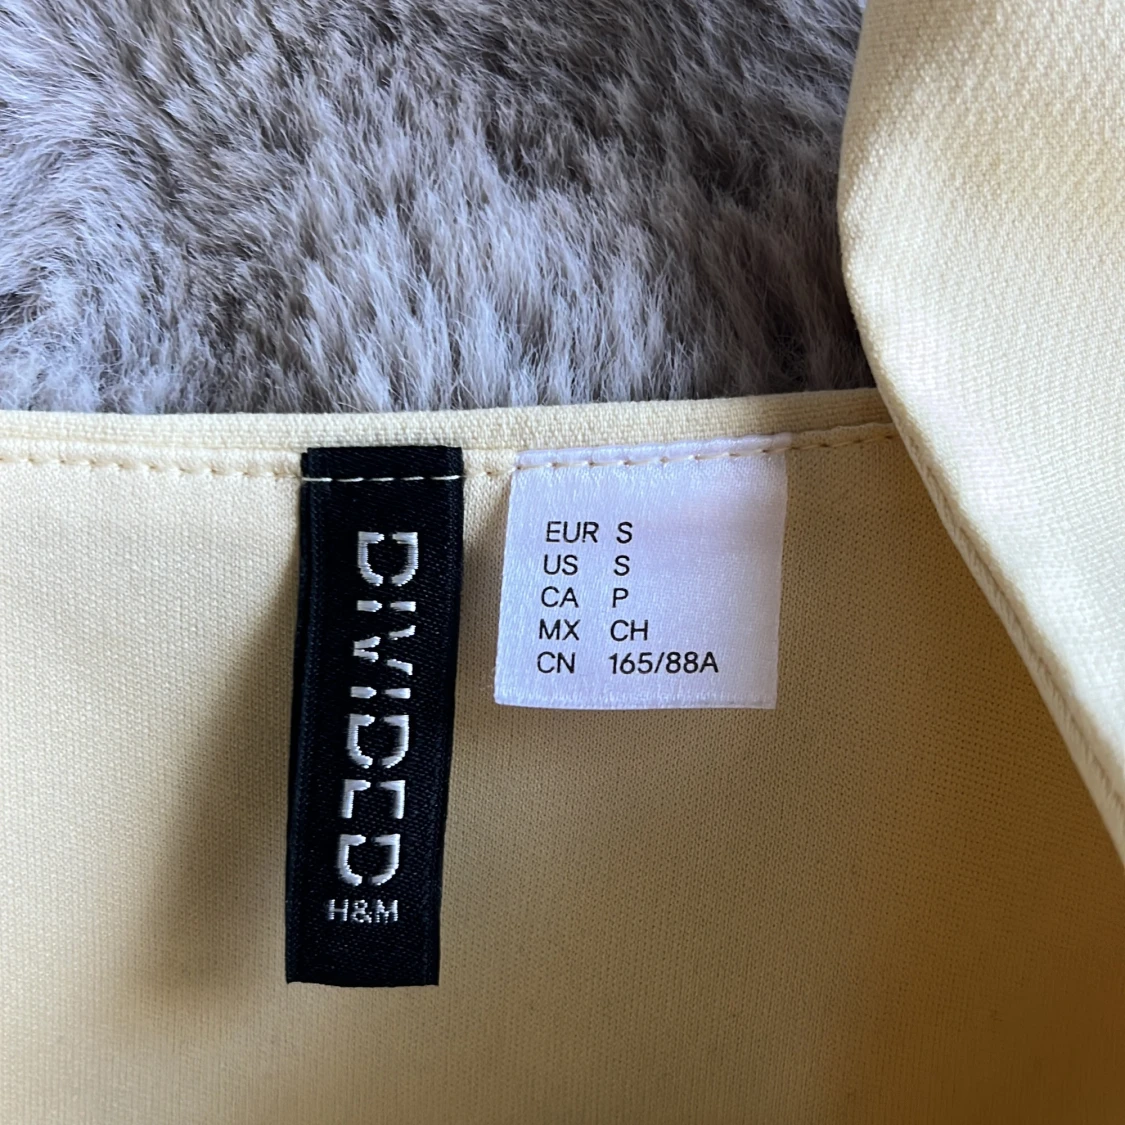 DIVIDED
H&M
EUR S
US S
CA P
MX CH
CN 165/88A